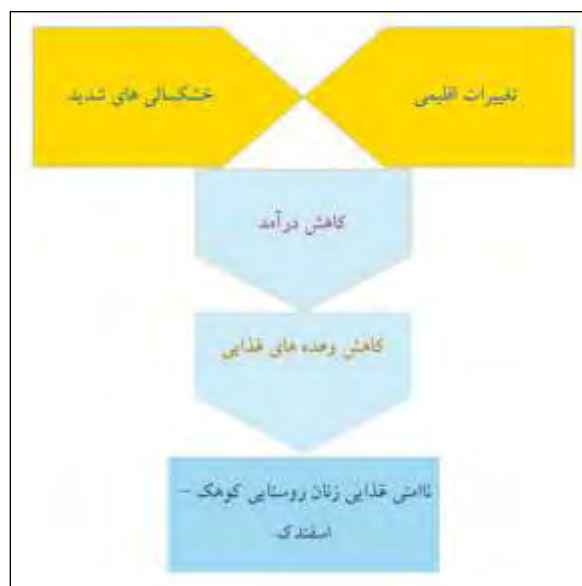 تغییرات اقلیمی
خشکسالی های شدید
کاهش درآمد
کاهش وعده های غذایی
ناامنی غذایی زنان روستایی کوهک –
اسفندک